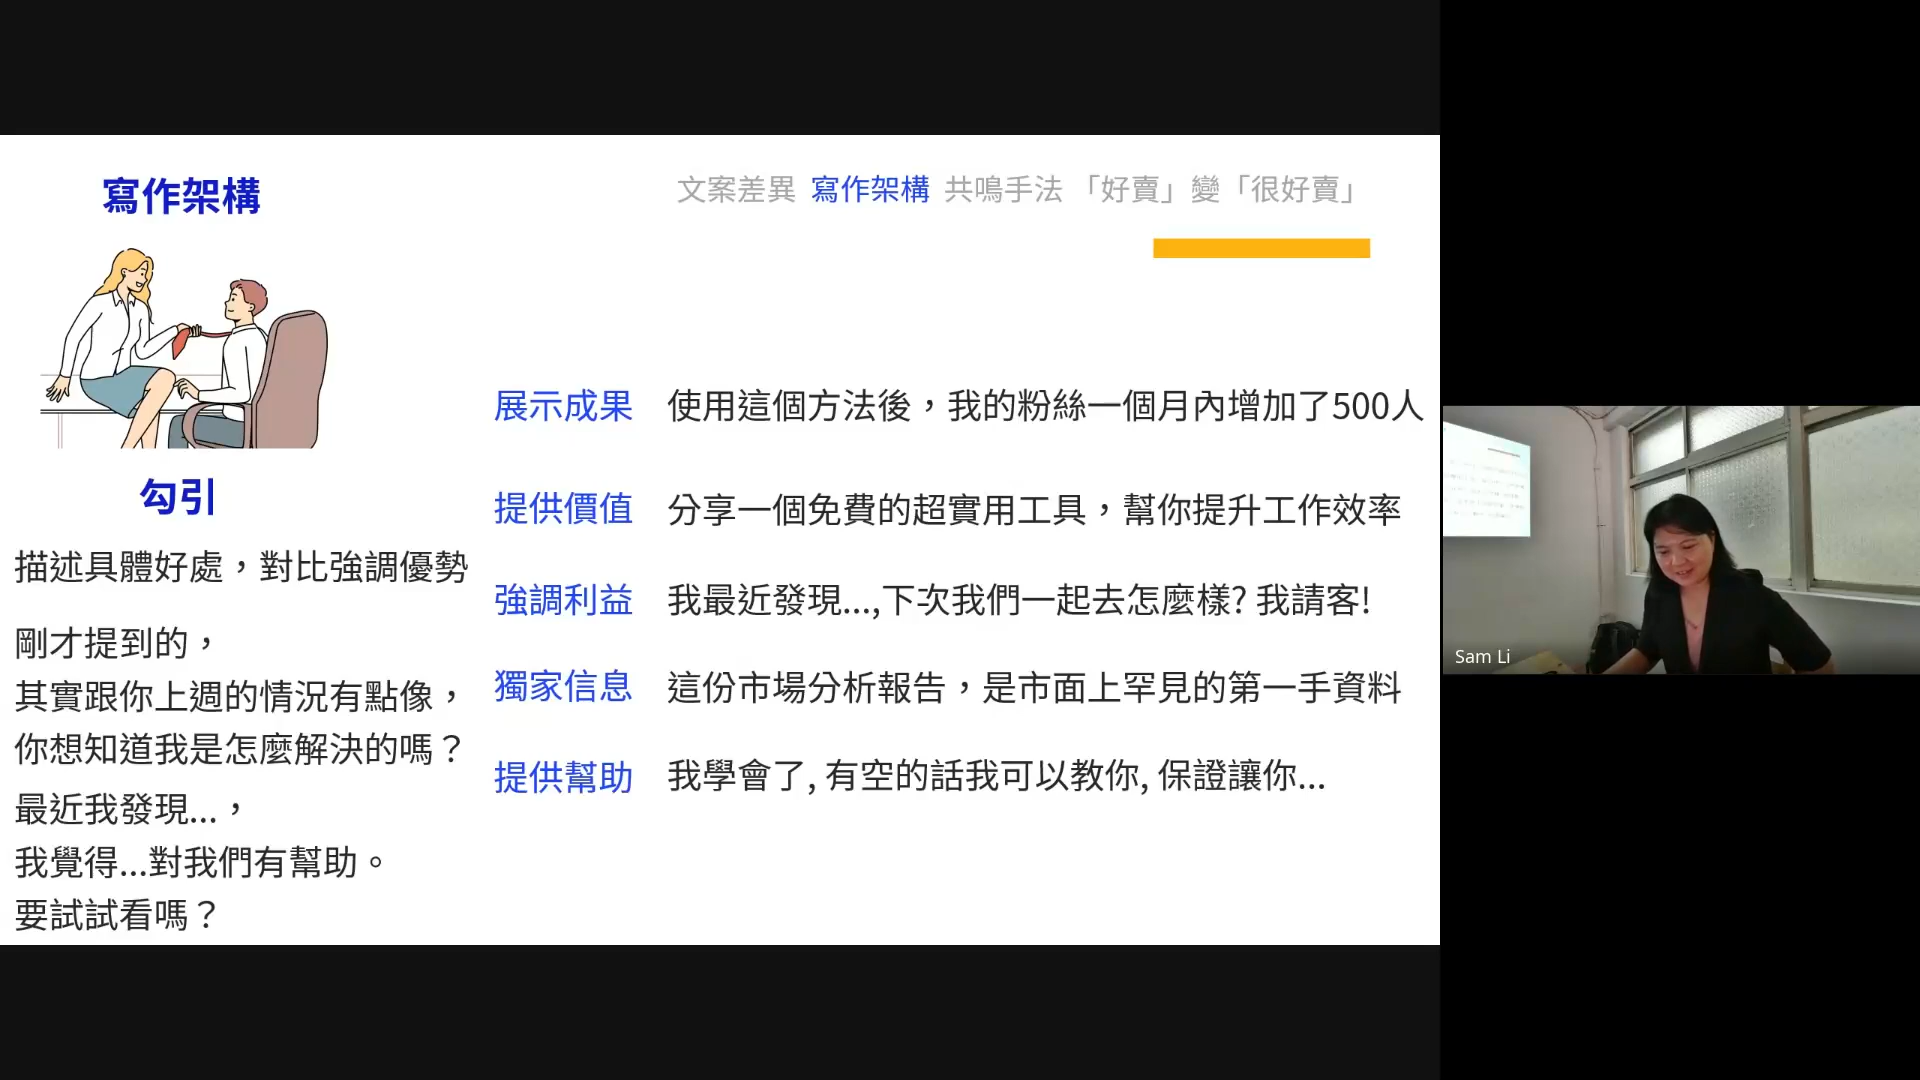 寫作架構
文案差異 寫作架構 共鳴手法 「好賣」變「很好賣」
勾引
描述具體好處，對比強調優勢
剛才提到的，
其實跟你上週的情況有點像，
你想知道我是怎麼解決的嗎？
最近我發現...，
我覺得...對我們有幫助。
要試試看嗎？
展示成果 使用這個方法後，我的粉絲一個月內增加了500人
提供價值 分享一個免費的超實用工具，幫你提升工作效率
強調利益 我最近發現...,下次我們一起去怎麼樣? 我請客!
獨家信息 這份市場分析報告，是市面上罕見的第一手資料
提供幫助 我學會了, 有空的話我可以教你, 保證讓你...
Sam Li